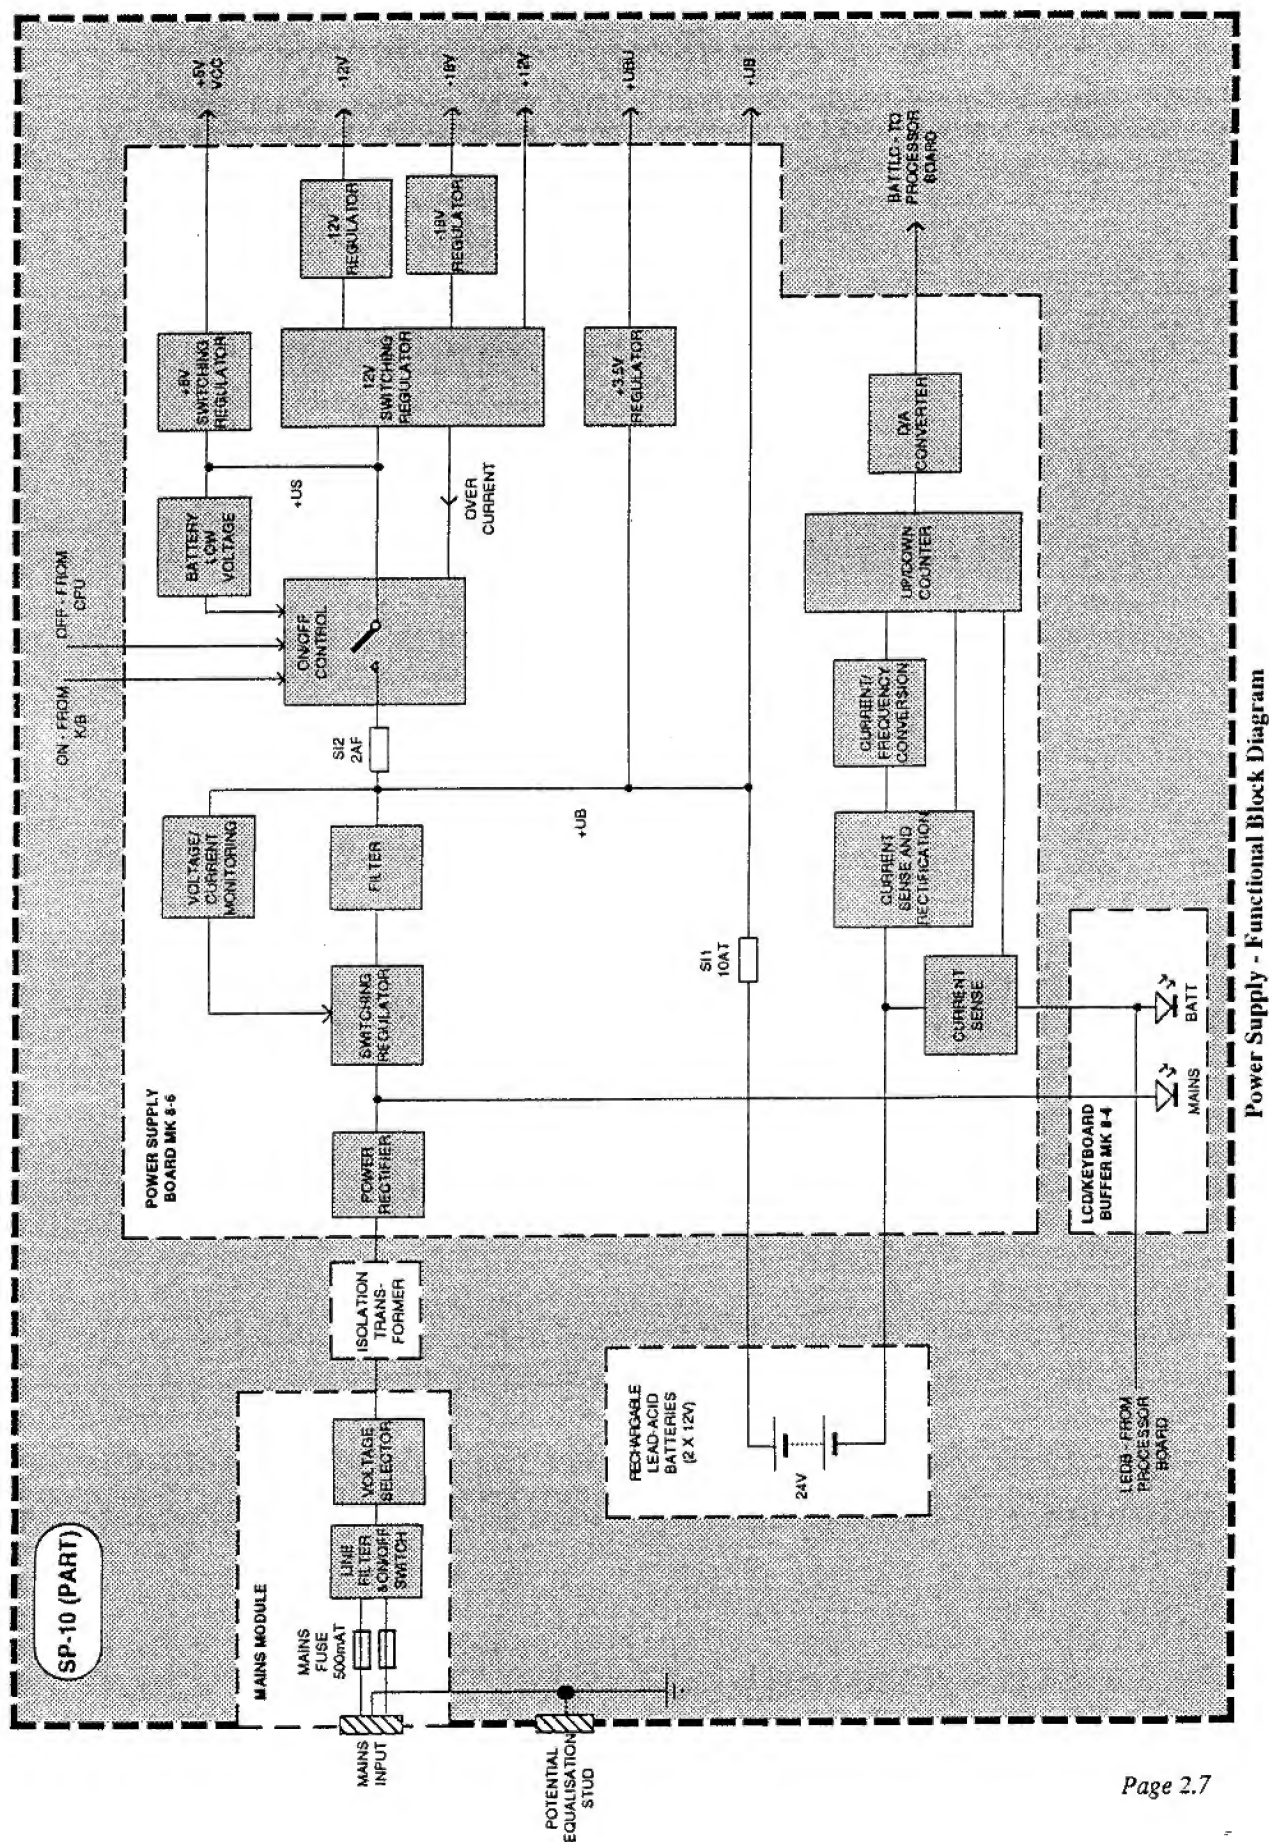 SP-10 (PART)
MAINS MODULE
MAINS
FUSE
500mAT
MAINS
INPUT
POTENTIAL
EQUALISATION
STUD
LINE
FILTER
&ON/OFF
SWITCH
VOLTAGE
SELECTOR
ISOLATION
TRANS-
FORMER
RECHARGABLE
LEAD-ACID
BATTERIES
(2 X 12V)
24V
POWER SUPPLY
BOARD MK 8-6
POWER
RECTIFIER
SWITCHING
REGULATOR
VOLTAGE/
CURRENT
MONITORING
FILTER
+UB
SI2
2AF
SI1
10AT
ON - FROM
K/B
OFF - FROM
CPU
ON/OFF
CONTROL
BATTERY
LOW
VOLTAGE
+US
OVER
CURRENT
+8V
SWITCHING
REGULATOR
12V
SWITCHING
REGULATOR
-12V
REGULATOR
-18V
REGULATOR
+3.5V
REGULATOR
+5V
VCC
-12V
-18V
+12V
+UBU
+UB
CURRENT
SENSE
CURRENT
SENSE AND
RECTIFICATION
CURRENT/
FREQUENCY
CONVERSION
UP/DOWN
COUNTER
D/A
CONVERTER
BATTLC - TO
PROCESSOR
BOARD
LCD/KEYBOARD
BUFFER MK 8-4
MAINS
BATT
LEDB - FROM
PROCESSOR
BOARD
Power Supply - Functional Block Diagram
Page 2.7